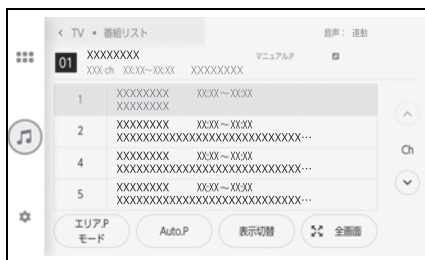 < TV • 番組リスト 音声： 連動
01 XXXXXXXX マニュアル.P
XXX ch XX:XX～XX:XX XXXXXXXX
1 XXXXXXXX XX:XX～XX:XX
XXXXXXXX
2 XXXXXXXX XX:XX～XX:XX
XXXXXXXXXXXXXXXXXXXXXXXXXXXX…
4 XXXXXXXX XX:XX～XX:XX
XXXXXXXXXXXXXXXXXXXXXXXXXXXX…
5 XXXXXXXX XX:XX～XX:XX
XXXXXXXXXXXXXXXXXXXXXXXXXXXX…
Ch
エリア.P
モード
Auto.P
表示切替
全画面